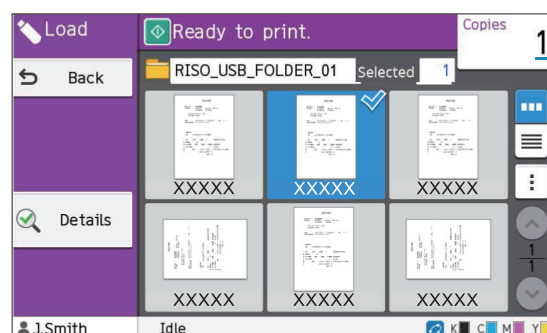 Load
Ready to print.
Copies
1
Back
RISO_USB_FOLDER_01
Selected 1
XXXXX
XXXXX
XXXXX
Details
XXXXX
XXXXX
XXXXX
1
1
J.Smith
Idle
K C M Y